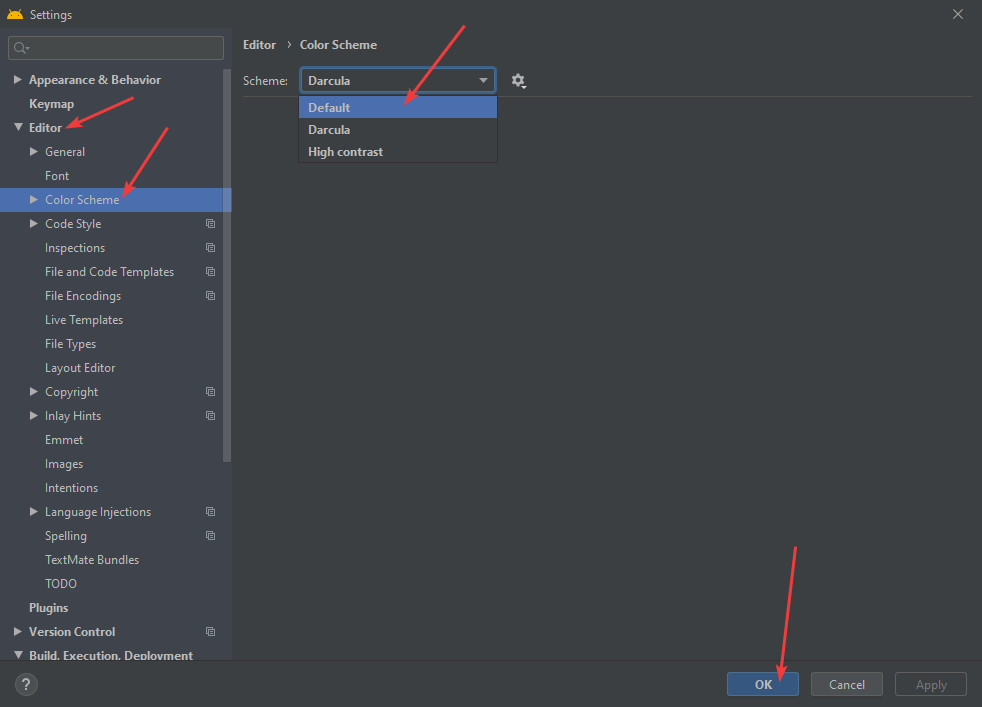 Settings
Editor › Color Scheme
Scheme: Darcula
Default
Darcula
High contrast
Appearance & Behavior
Keymap
Editor
General
Font
Color Scheme
Code Style
Inspections
File and Code Templates
File Encodings
Live Templates
File Types
Layout Editor
Copyright
Inlay Hints
Emmet
Images
Intentions
Language Injections
Spelling
TextMate Bundles
TODO
Plugins
Version Control
Build, Execution, Deployment
?
OK
Cancel
Apply